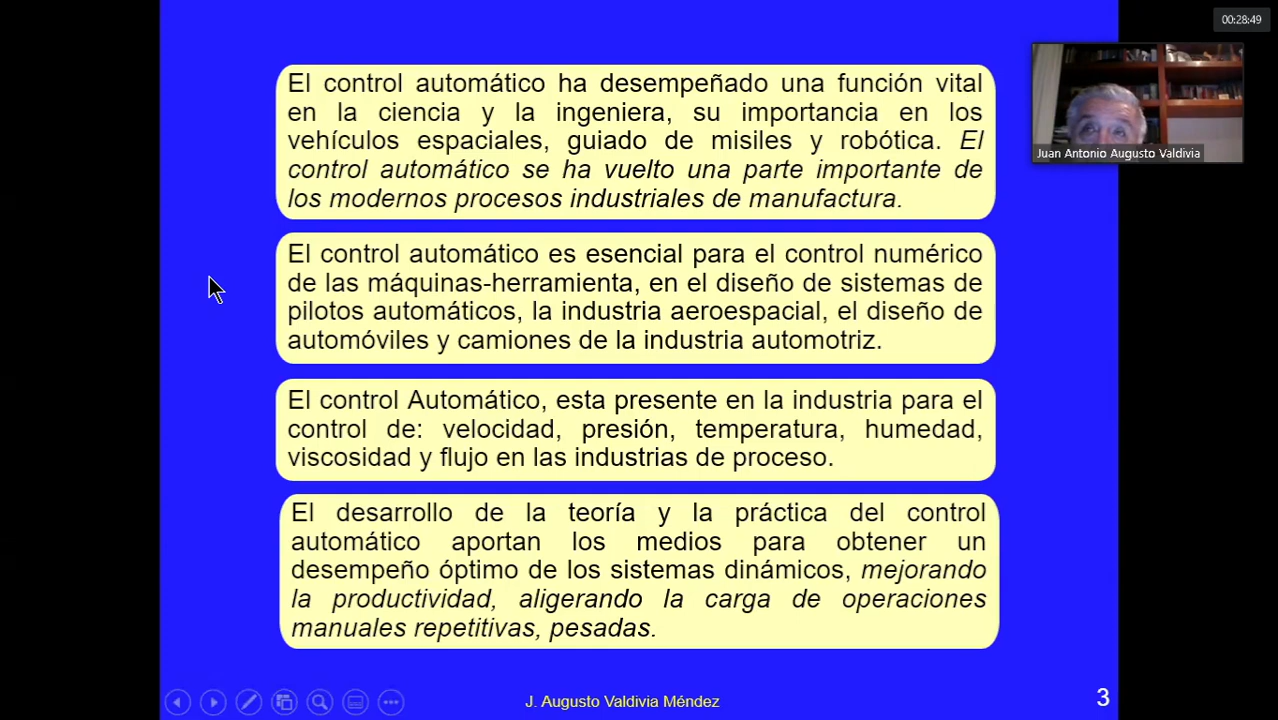 00:28:49
El control automático ha desempeñado una función vital
en la ciencia y la ingeniera, su importancia en los
vehículos espaciales, guiado de misiles y robótica. El
control automático se ha vuelto una parte importante de
los modernos procesos industriales de manufactura.
Juan Antonio Augusto Valdivia
El control automático es esencial para el control numérico
de las máquinas-herramienta, en el diseño de sistemas de
pilotos automáticos, la industria aeroespacial, el diseño de
automóviles y camiones de la industria automotriz.
El control Automático, esta presente en la industria para el
control de: velocidad, presión, temperatura, humedad,
viscosidad y flujo en las industrias de proceso.
El desarrollo de la teoría y la práctica del control
automático aportan los medios para obtener un
desempeño óptimo de los sistemas dinámicos, mejorando
la productividad, aligerando la carga de operaciones
manuales repetitivas, pesadas.
J. Augusto Valdivia Méndez
3